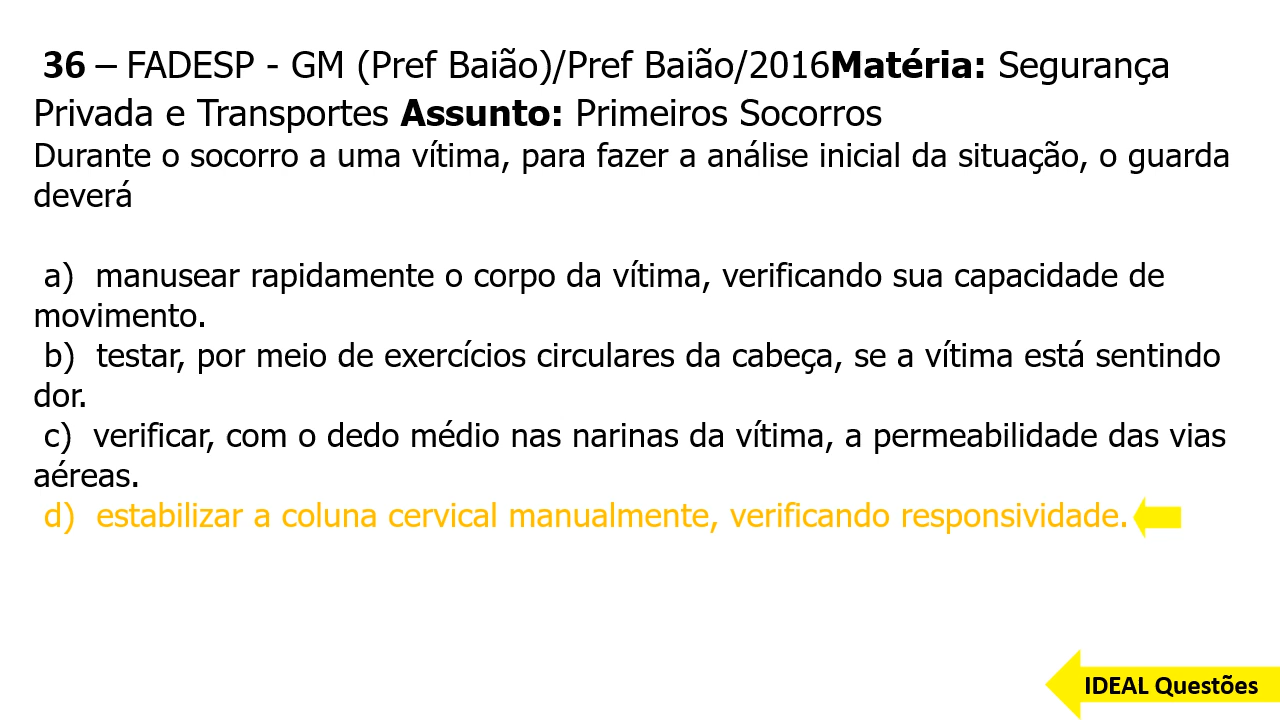 36 – FADESP - GM (Pref Baião)/Pref Baião/2016Matéria: Segurança
Privada e Transportes Assunto: Primeiros Socorros
Durante o socorro a uma vítima, para fazer a análise inicial da situação, o guarda
deverá
a) manusear rapidamente o corpo da vítima, verificando sua capacidade de
movimento.
b) testar, por meio de exercícios circulares da cabeça, se a vítima está sentindo
dor.
c) verificar, com o dedo médio nas narinas da vítima, a permeabilidade das vias
aéreas.
d) estabilizar a coluna cervical manualmente, verificando responsividade.
IDEAL Questões